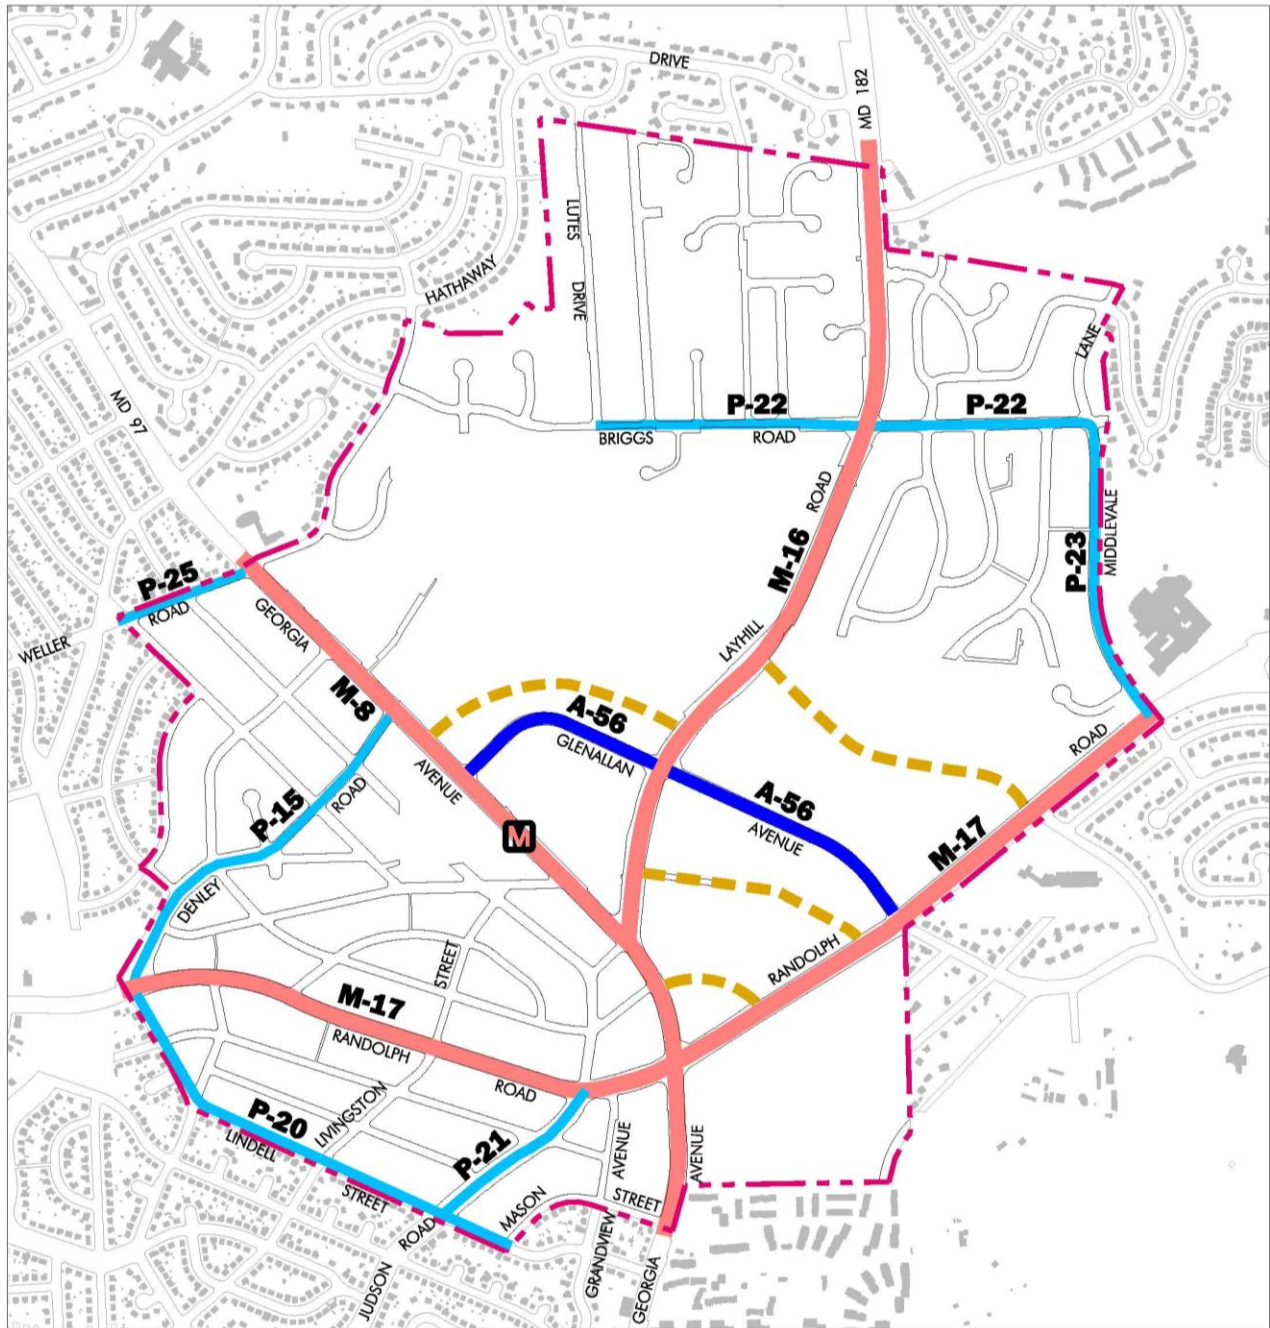 DRIVE
MD 182
LUTES
DRIVE
HATHAWAY
LANE
MD 97
P-22
P-22
BRIGGS
ROAD
ROAD
M-16
MIDDLEVALE
P-23
P-25
ROAD
GEORGIA
WELLER
LAYHILL
M-8
A-56
GLENALLAN
ROAD
AVENUE
P-15
ROAD
A-56
AVENUE
M
M-17
DENLEY
STREET
RANDOLPH
M-17
RANDOLPH
ROAD
P-20
LINDELL
LIVINGSTON
P-21
AVENUE
AVENUE
STREET
MASON
STREET
ROAD
GRANDVIEW
JUDSON
GEORGIA